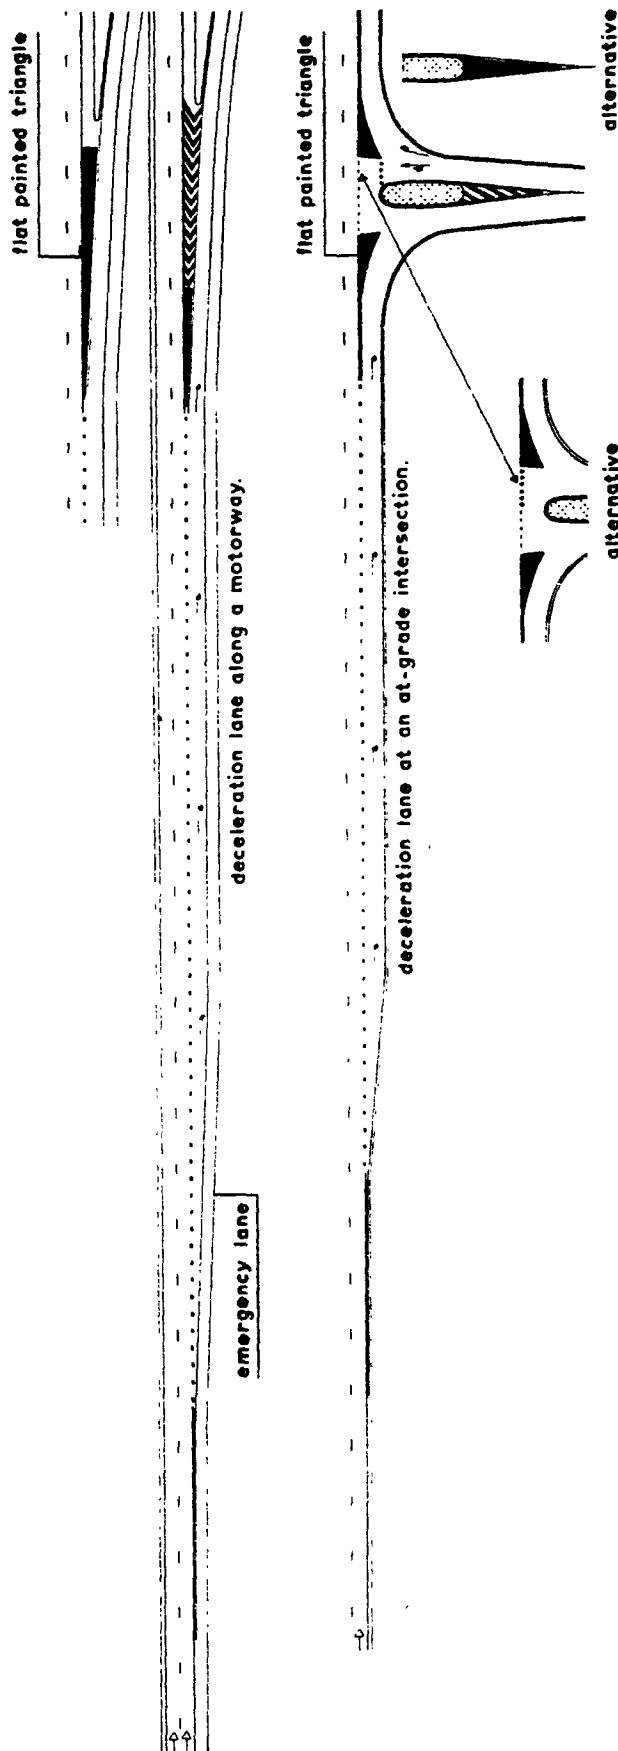 flat painted triangle
deceleration lane along a motorway.
emergency lane
flat painted triangle
deceleration lane at an at-grade intersection.
alternative
alternative